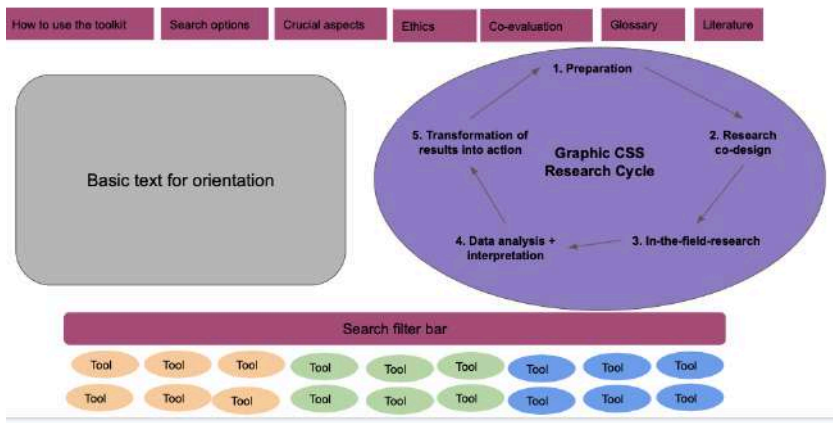 How to use the toolkit
Search options
Crucial aspects
Ethics
Co-evaluation
Glossary
Literature
Basic text for orientation
1. Preparation
2. Research
co-design
3. In-the-field-research
4. Data analysis +
interpretation
5. Transformation of
results into action
Graphic CSS
Research Cycle
Search filter bar
Tool Tool Tool Tool Tool Tool Tool Tool Tool
Tool Tool Tool Tool Tool Tool Tool Tool Tool